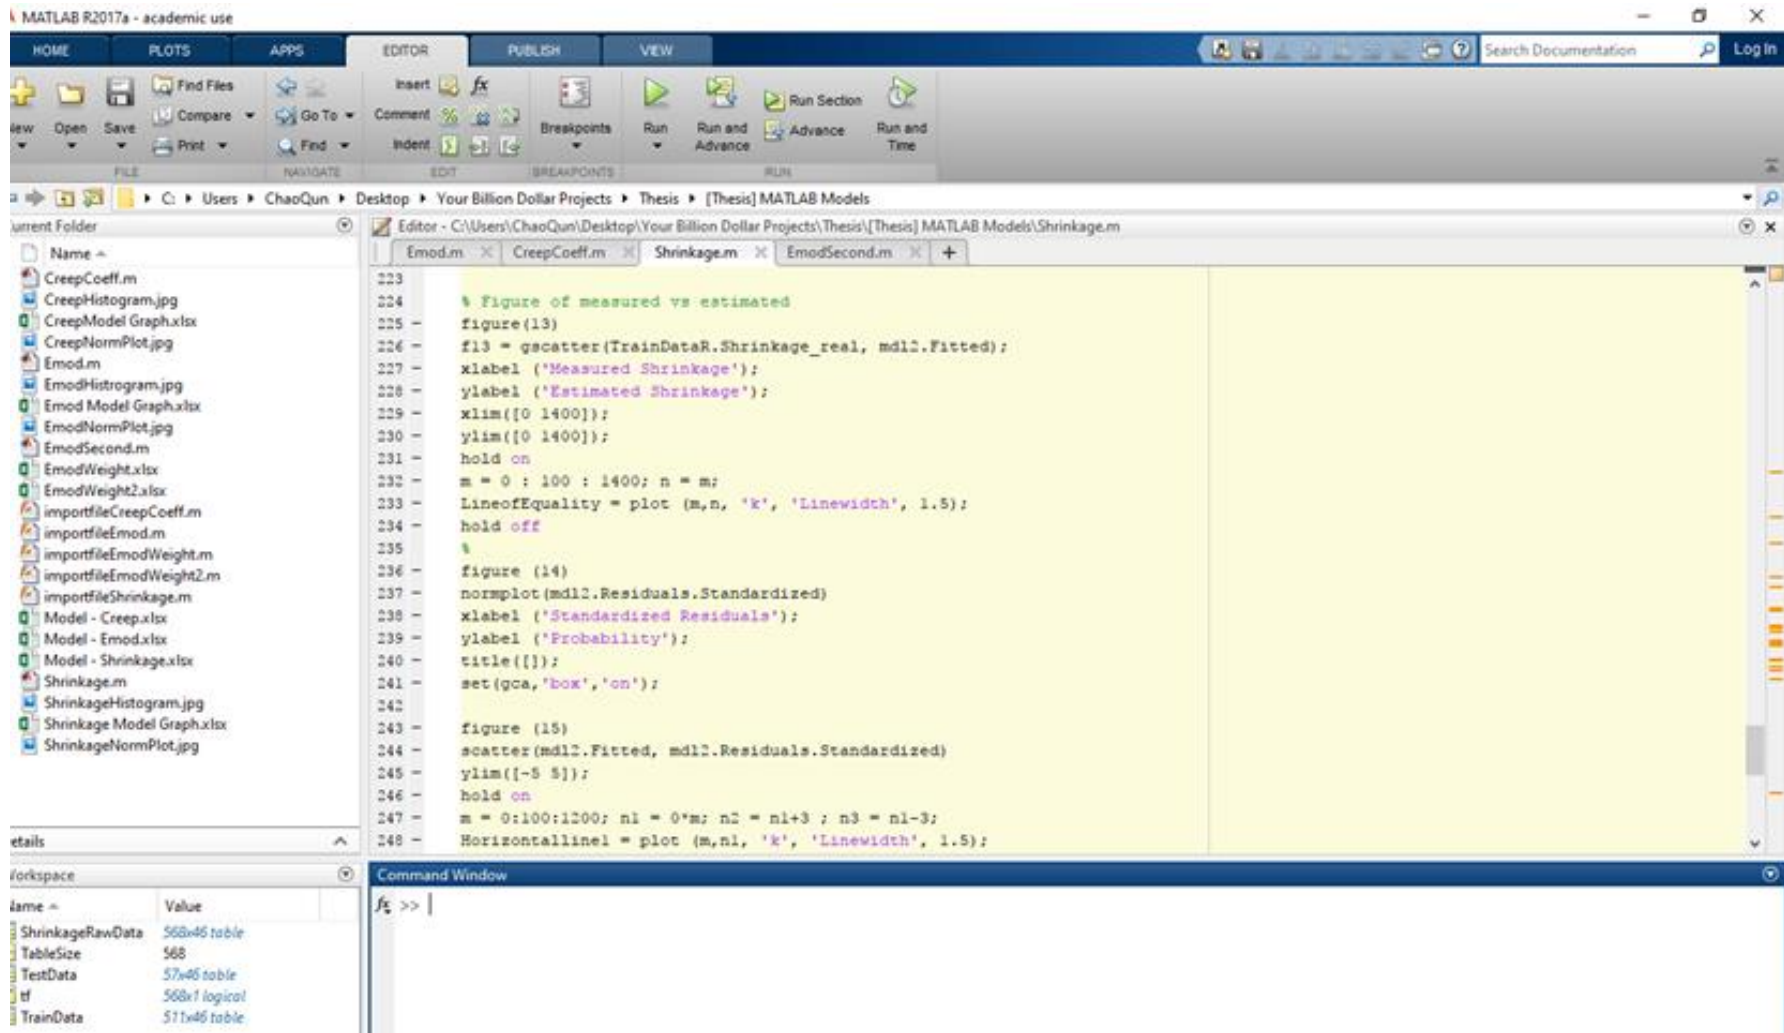 MATLAB R2017a - academic use
HOME PLOTS APPS EDITOR PUBLISH VIEW
Search Documentation Log In
Find Files
Compare
Print
Open Save
Go To
Find
Insert fx
Comment
Indent
Breakpoints
Run
Run and Advance
Run Section
Advance
Run and Time
FILE NAVIGATE EDIT BREAKPOINTS RUN
C: Users ChaoQun Desktop Your Billion Dollar Projects Thesis [Thesis] MATLAB Models
urrent Folder
Editor - C:\Users\ChaoQun\Desktop\Your Billion Dollar Projects\Thesis\[Thesis] MATLAB Models\Shrinkage.m
Emod.m CreepCoeff.m Shrinkage.m EmodSecond.m +
Name
CreepCoeff.m
CreepHistogram.jpg
CreepModel Graph.xlsx
CreepNormPlot.jpg
Emod.m
EmodHistrogram.jpg
Emod Model Graph.xlsx
EmodNormPlot.jpg
EmodSecond.m
EmodWeight.xlsx
EmodWeight2.xlsx
importfileCreepCoeff.m
importfileEmod.m
importfileEmodWeight.m
importfileEmodWeight2.m
importfileShrinkage.m
Model - Creep.xlsx
Model - Emod.xlsx
Model - Shrinkage.xlsx
Shrinkage.m
ShrinkageHistogram.jpg
Shrinkage Model Graph.xlsx
ShrinkageNormPlot.jpg
223
224 % Figure of measured vs estimated
225 - figure(13)
226 - f13 = gscatter(TrainDataR.Shrinkage_real, mdl2.Fitted);
227 - xlabel ('Measured Shrinkage');
228 - ylabel ('Estimated Shrinkage');
229 - xlim([0 1400]);
230 - ylim([0 1400]);
231 - hold on
232 - m = 0 : 100 : 1400; n = m;
233 - LineofEquality = plot (m,n, 'k', 'Linewidth', 1.5);
234 - hold off
235 %
236 - figure (14)
237 - normplot(mdl2.Residuals.Standardized)
238 - xlabel ('Standardized Residuals');
239 - ylabel ('Probability');
240 - title([]);
241 - set(gca,'box','on');
242
243 - figure (15)
244 - scatter(mdl2.Fitted, mdl2.Residuals.Standardized)
245 - ylim([-5 5]);
246 - hold on
247 - m = 0:100:1200; n1 = 0*m; n2 = n1+3 ; n3 = n1-3;
248 - Horizontalline1 = plot (m,n1, 'k', 'Linewidth', 1.5);
etails
orkspace
ame Value
ShrinkageRawData 568x46 table
TableSize 568
TestData 57x46 table
tf 568x1 logical
TrainData 511x46 table
Command Window
fx >>